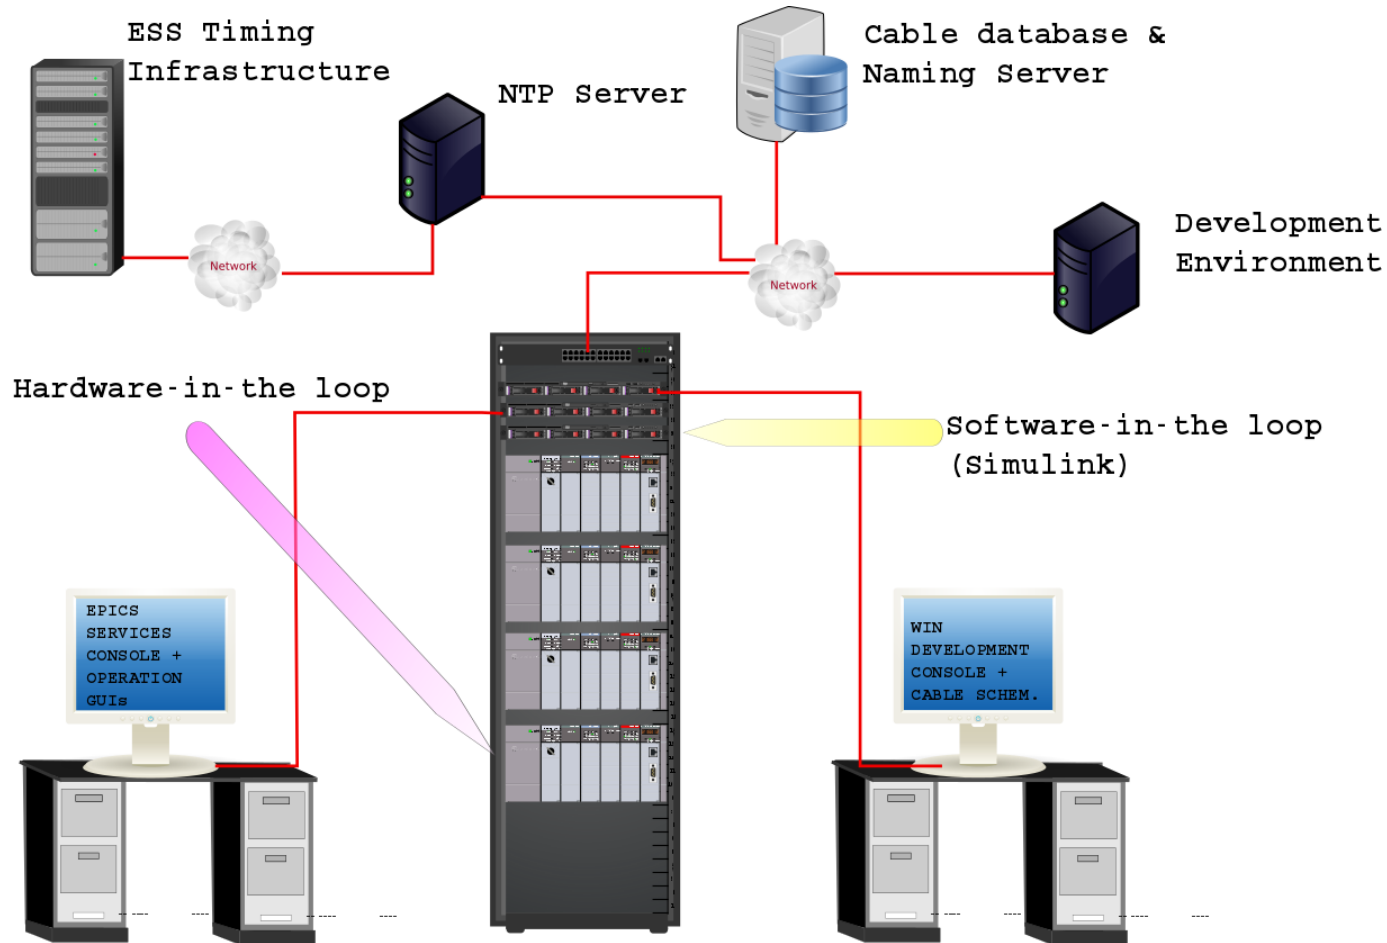 ESS Timing
Infrastructure
NTP Server
Cable database &
Naming Server
Development
Environment
Network
Network
Hardware-in-the loop
Software-in-the loop
(Simulink)
EPICS
SERVICES
CONSOLE +
OPERATION
GUIs
WIN
DEVELOPMENT
CONSOLE +
CABLE SCHEM.